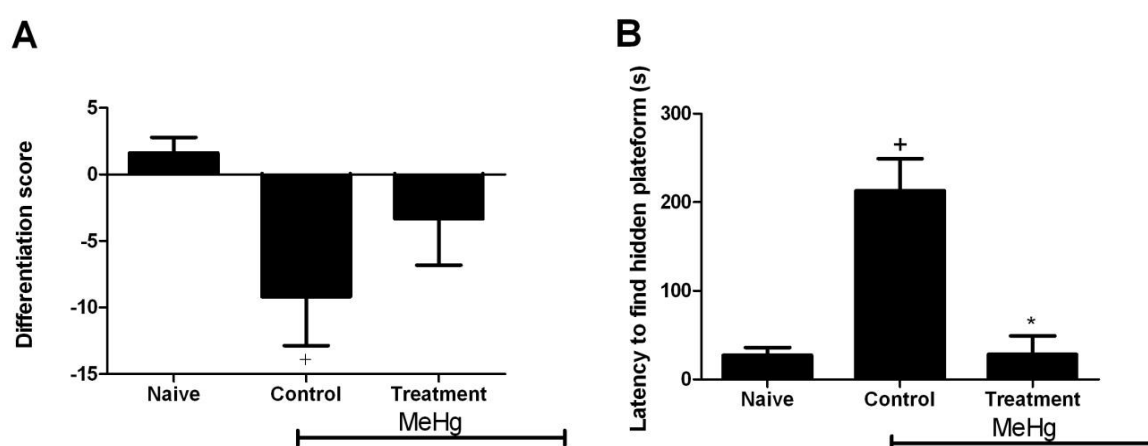 A
Differentiation score
5
0
-5
-10
-15
+
Naive
Control
Treatment
MeHg
B
Latency to find hidden plateform (s)
300
200
100
0
+
*
Naive
Control
Treatment
MeHg